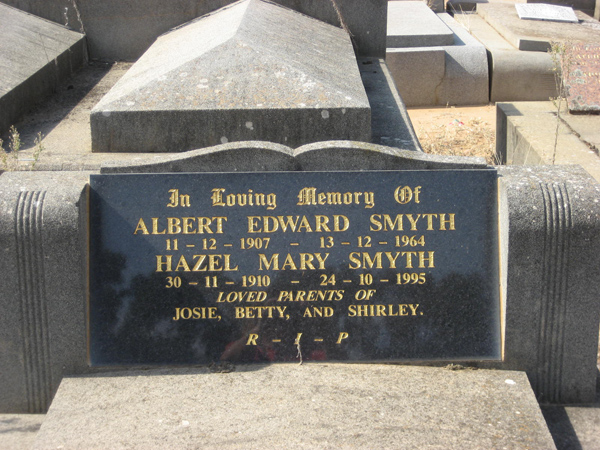 In Loving Memory Of
ALBERT EDWARD SMYTH
11 - 12 - 1907 - 13 - 12 - 1964
HAZEL MARY SMYTH
30 - 11 - 1910 - 24 - 10 - 1995
LOVED PARENTS OF
JOSIE, BETTY, AND SHIRLEY.
R - I - P